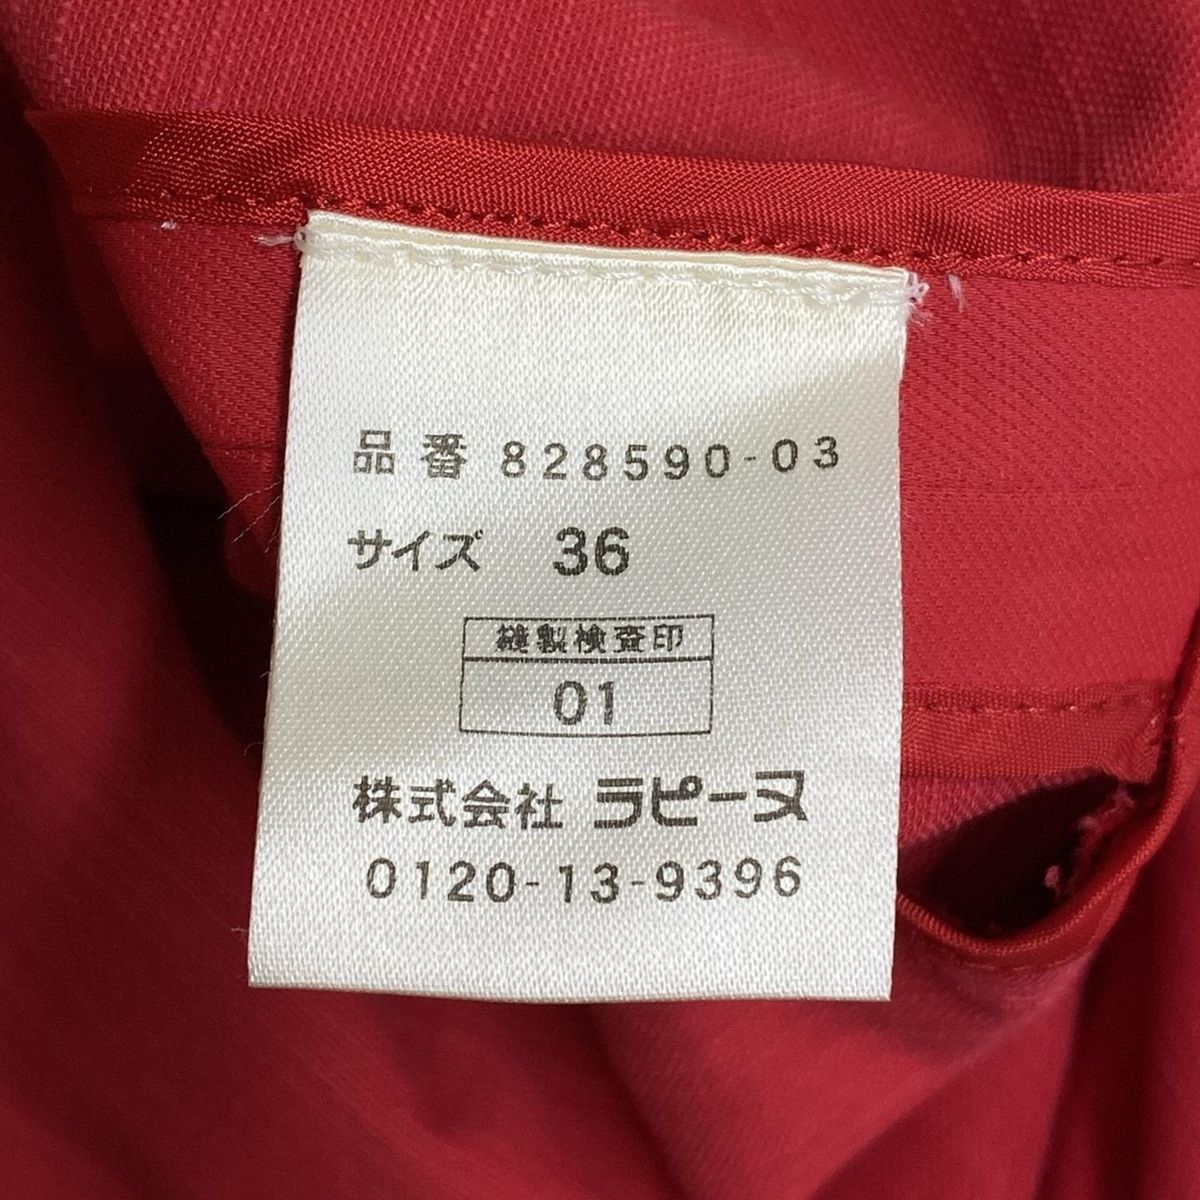 品番 828590-03
サイズ 36
縫製検査印
01
株式会社 ラピーヌ
0120-13-9396